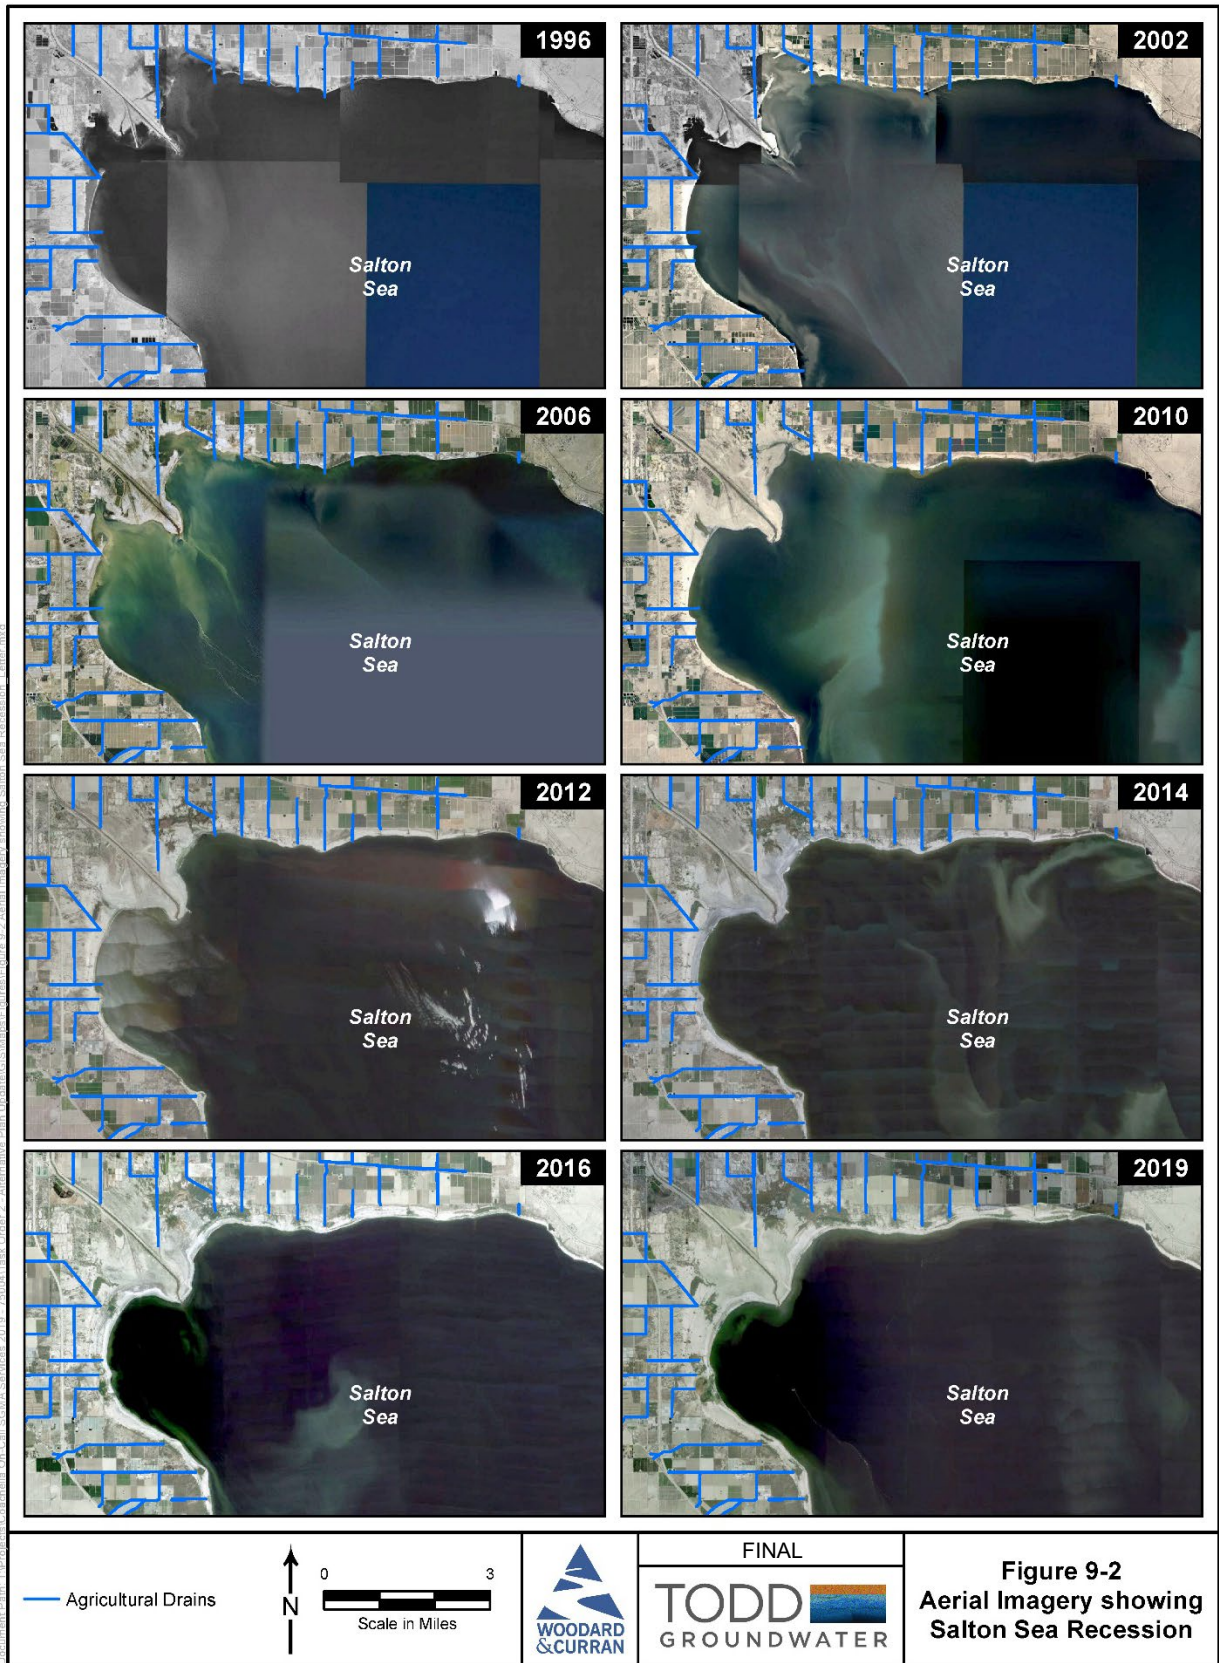 1996
2002
Salton
Sea
Salton
Sea
2006
2010
Salton
Sea
Salton
Sea
2012
2014
Salton
Sea
Salton
Sea
2016
2019
Salton
Sea
Salton
Sea
Agricultural Drains
N
0 3
Scale in Miles
WOODARD
&CURRAN
FINAL
TODD
GROUNDWATER
Figure 9-2
Aerial Imagery showing
Salton Sea Recession